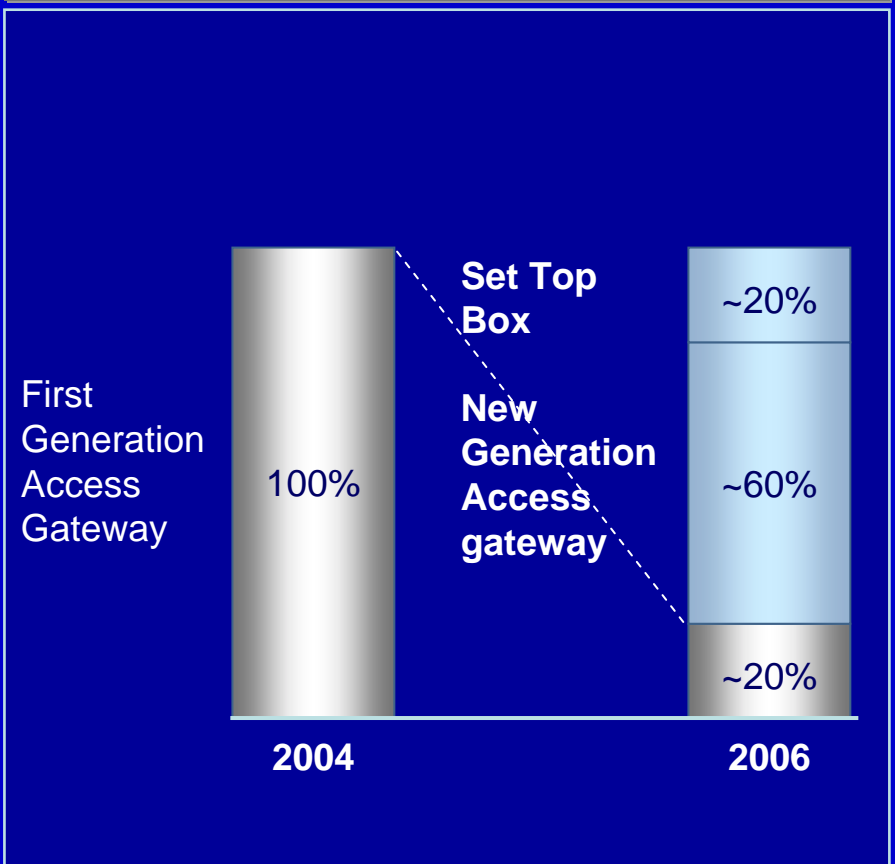 First
Generation
Access
Gateway
100%
Set Top
Box
New
Generation
Access
gateway
~20%
~60%
~20%
2004
2006